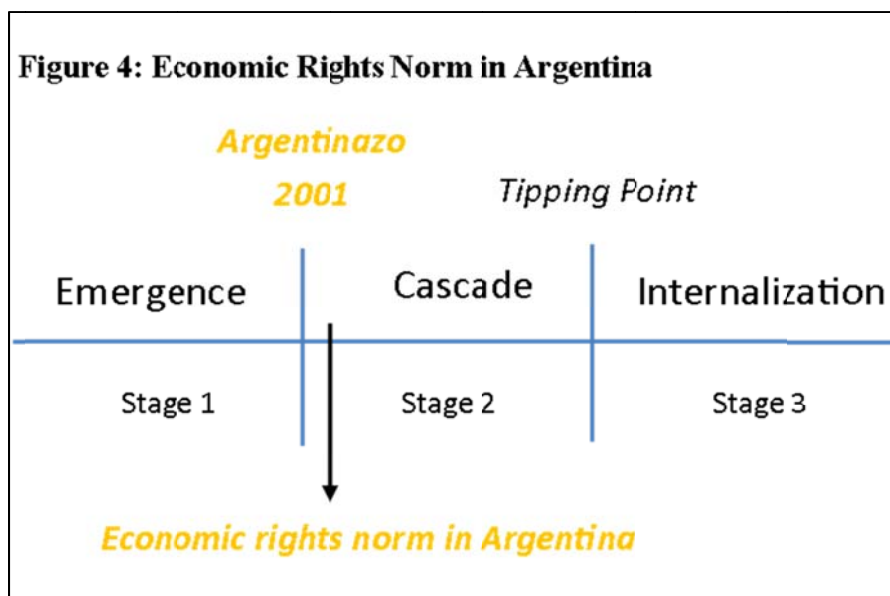 Figure 4: Economic Rights Norm in Argentina
Argentinazo
2001
Tipping Point
Emergence
Cascade
Internalization
Stage 1
Stage 2
Stage 3
Economic rights norm in Argentina